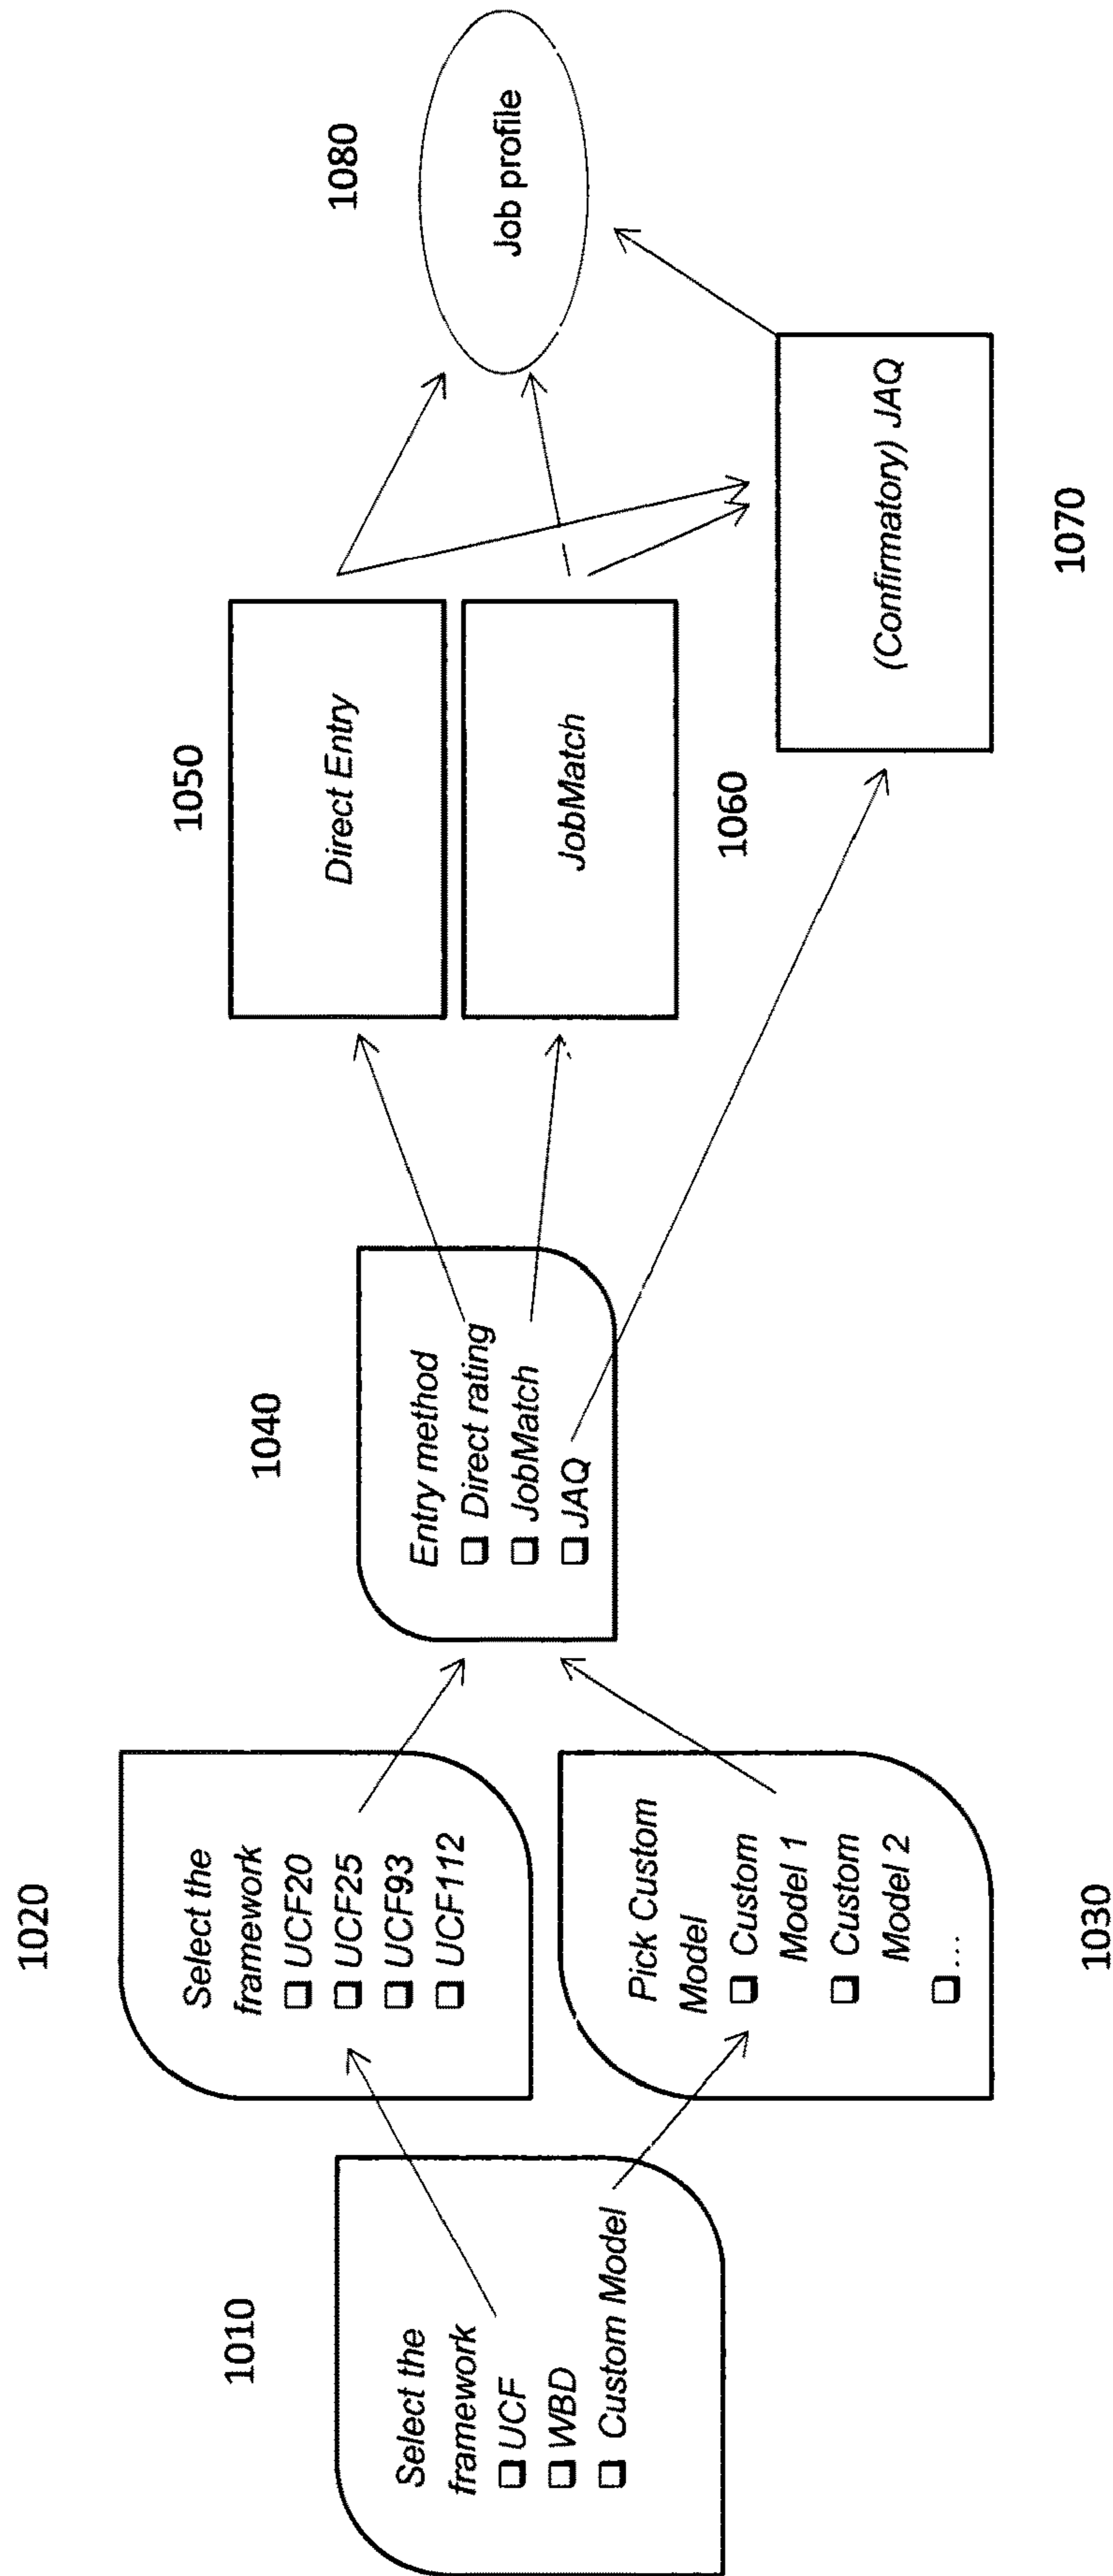 1010
Select the
framework
❑ UCF
❑ WBD
❑ Custom Model
1020
Select the
framework
❑ UCF20
❑ UCF25
❑ UCF93
❑ UCF112
Pick Custom
Model
❑ Custom
Model 1
❑ Custom
Model 2
❑…
1030
1040
Entry method
❑ Direct rating
❑ JobMatch
❑ JAQ
1050
Direct Entry
JobMatch
1060
(Confirmatory) JAQ
1070
1080
Job profile